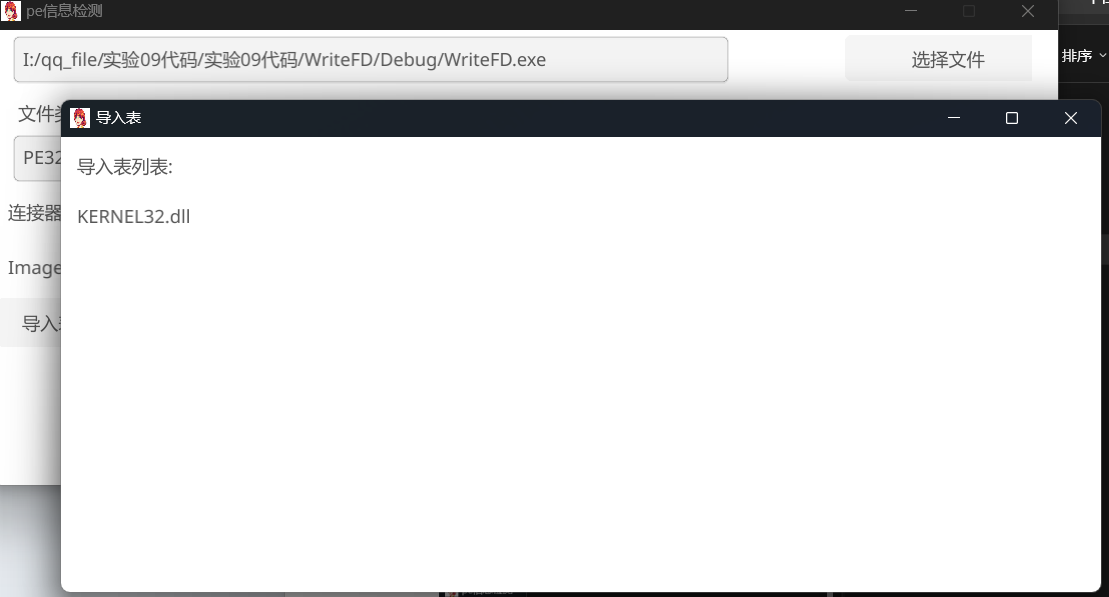 pe信息检测
I:/qq_file/实验09代码/实验09代码/WriteFD/Debug/WriteFD.exe
选择文件
排序
文件
导入表
PE32
导入表列表:
连接器
KERNEL32.dll
Image
导入